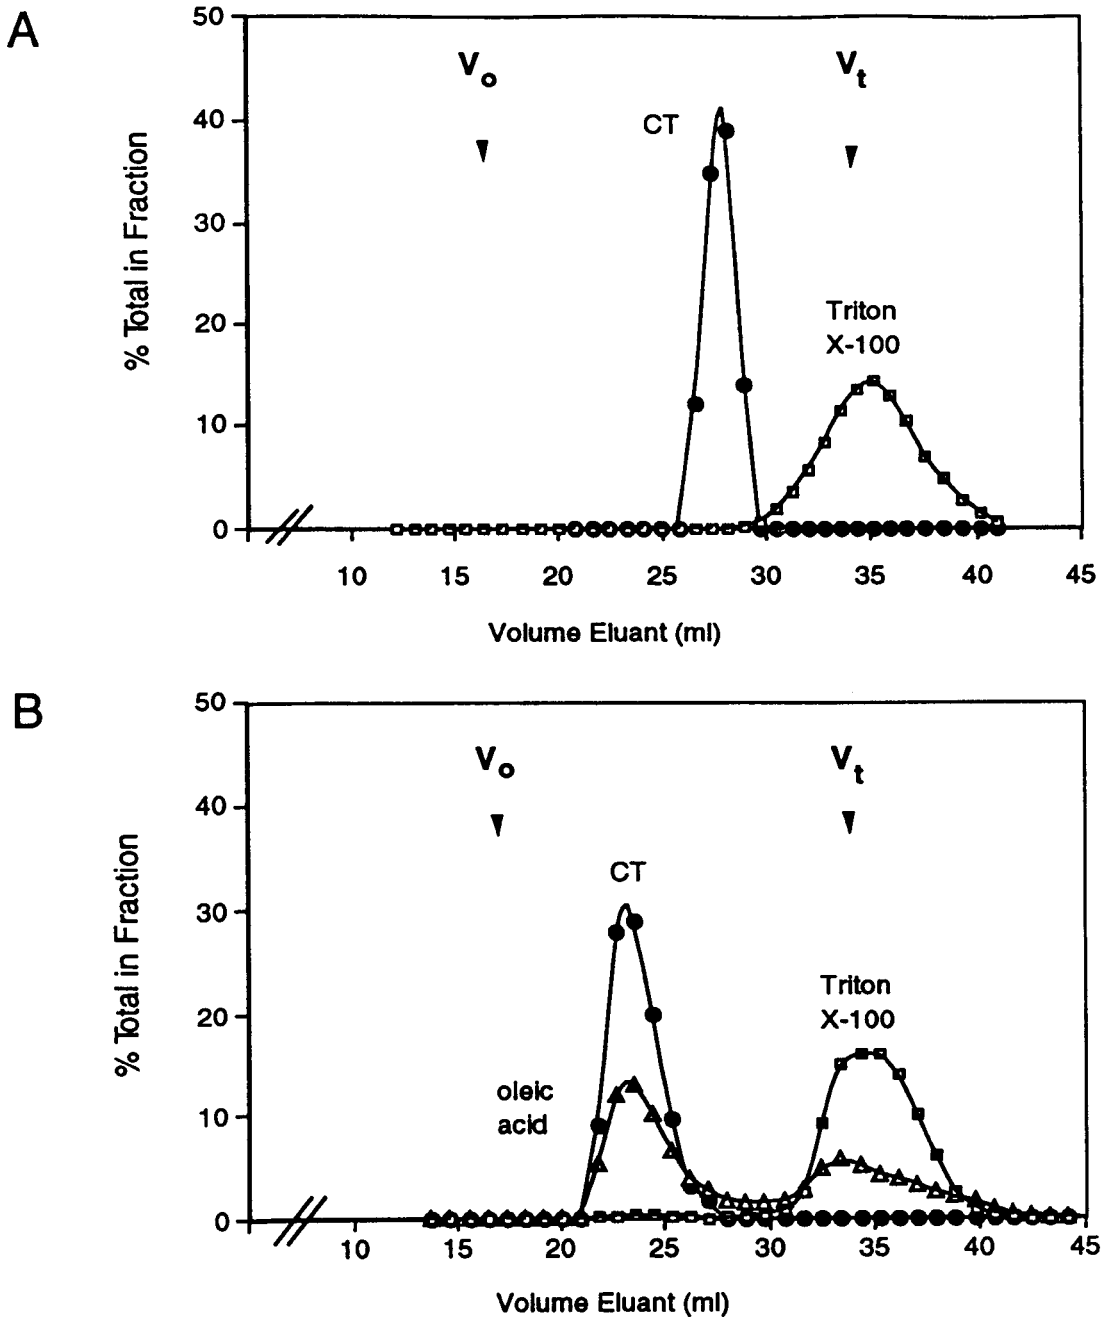 A
50
40
30
20
10
0
% Total in Fraction
Vo
Vt
CT
Triton
X-100
10 15 20 25 30 35 40 45
Volume Eluant (ml)
B
50
40
30
20
10
0
% Total in Fraction
Vo
Vt
CT
oleic
acid
Triton
X-100
10 15 20 25 30 35 40 45
Volume Eluant (ml)